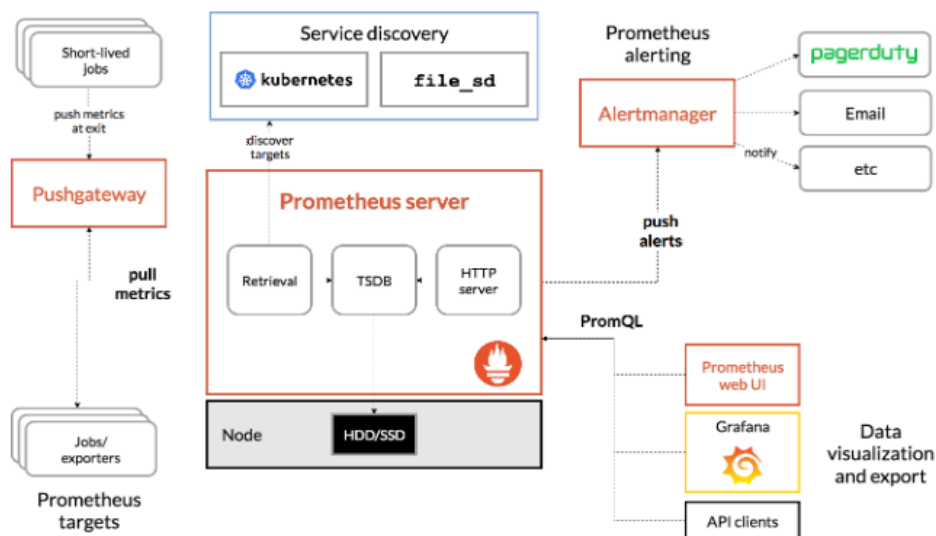 Short-lived
jobs
push metrics
at exit
Pushgateway
pull
metrics
Jobs/
exporters
Prometheus
targets
Service discovery
kubernetes
file_sd
discover
targets
Prometheus server
Retrieval
TSDB
HTTP
server
Node
HDD/SSD
Prometheus
alerting
Alertmanager
pagerduty
Email
notify
etc
push
alerts
PromQL
Prometheus
web UI
Grafana
API clients
Data
visualization
and export